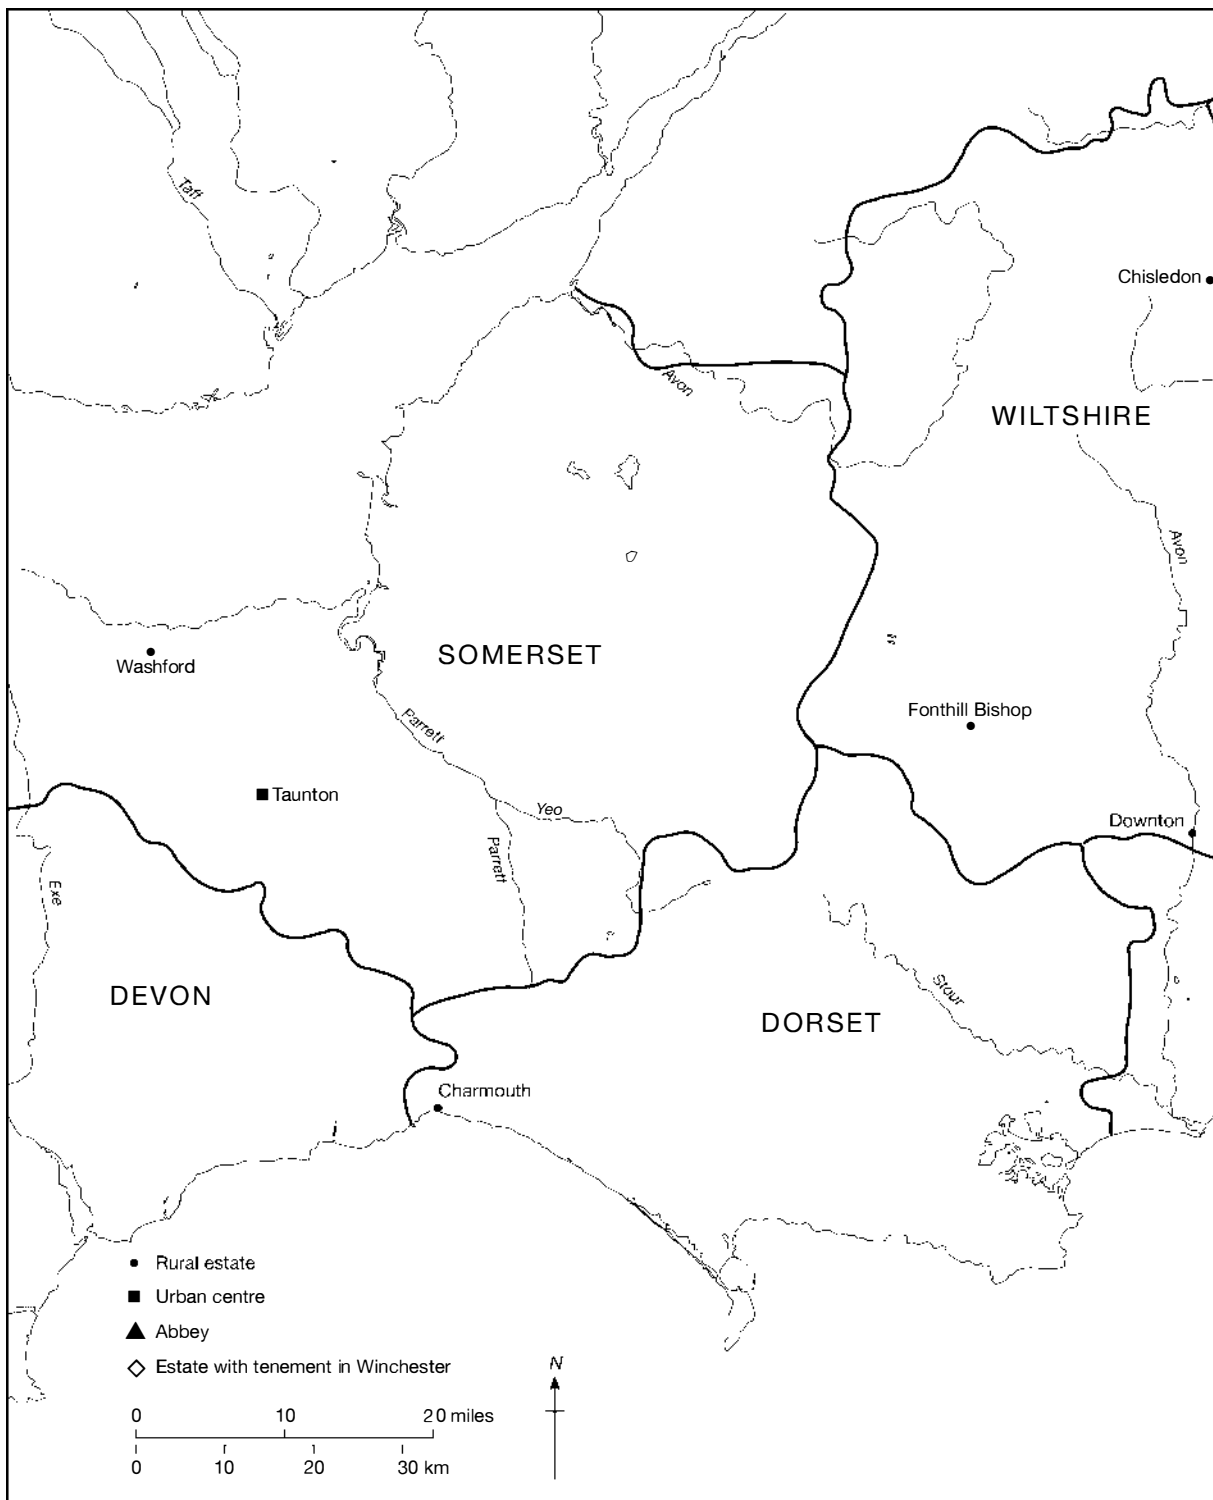 Taff
Chisledon
Avon
WILTSHIRE
Avon
SOMERSET
Washford
Fonthill Bishop
Parrett
Taunton
Yeo
Downton
Parrett
Exe
DEVON
Stour
DORSET
Charmouth
Rural estate
Urban centre
Abbey
Estate with tenement in Winchester
N
0 10 20 miles
0 10 20 30 km